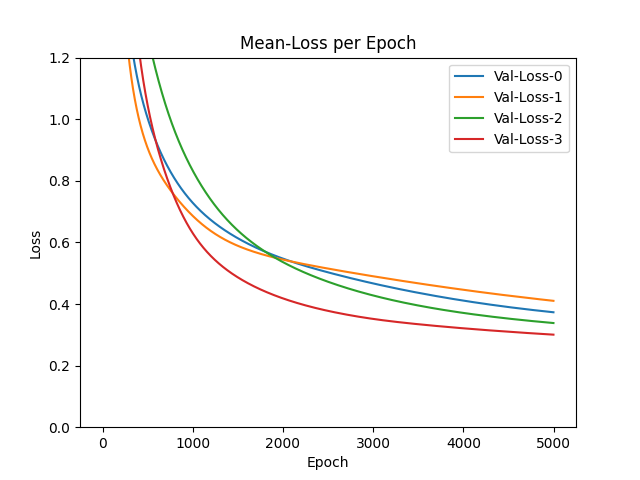 Mean-Loss per Epoch
1.2
1.0
0.8
0.6
0.4
0.2
0.0
Loss
Val-Loss-0
Val-Loss-1
Val-Loss-2
Val-Loss-3
0 1000 2000 3000 4000 5000
Epoch